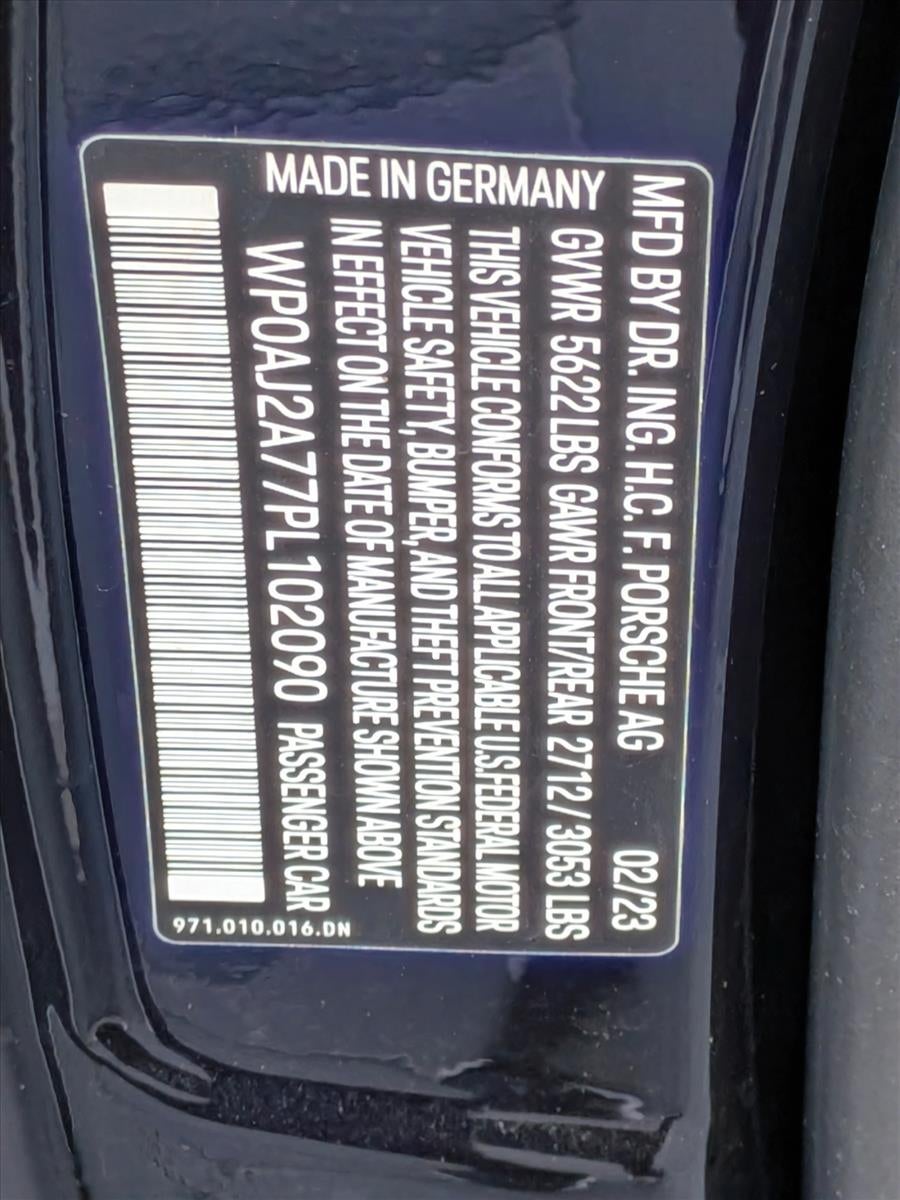 MFD BY DR. ING. H.C. F. PORSCHE AG 02/23
GVWR 5622 LBS GAWR FRONT/REAR 2712 / 3053 LBS
THIS VEHICLE CONFORMS TO ALL APPLICABLE U.S.FEDERAL MOTOR
VEHICLE SAFETY, BUMPER, AND THEFT PREVENTION STANDARDS
IN EFFECT ON THE DATE OF MANUFACTURE SHOWN ABOVE
WP0AJ2A77PL102090 PASSENGER CAR
MADE IN GERMANY
971.010.016.DN